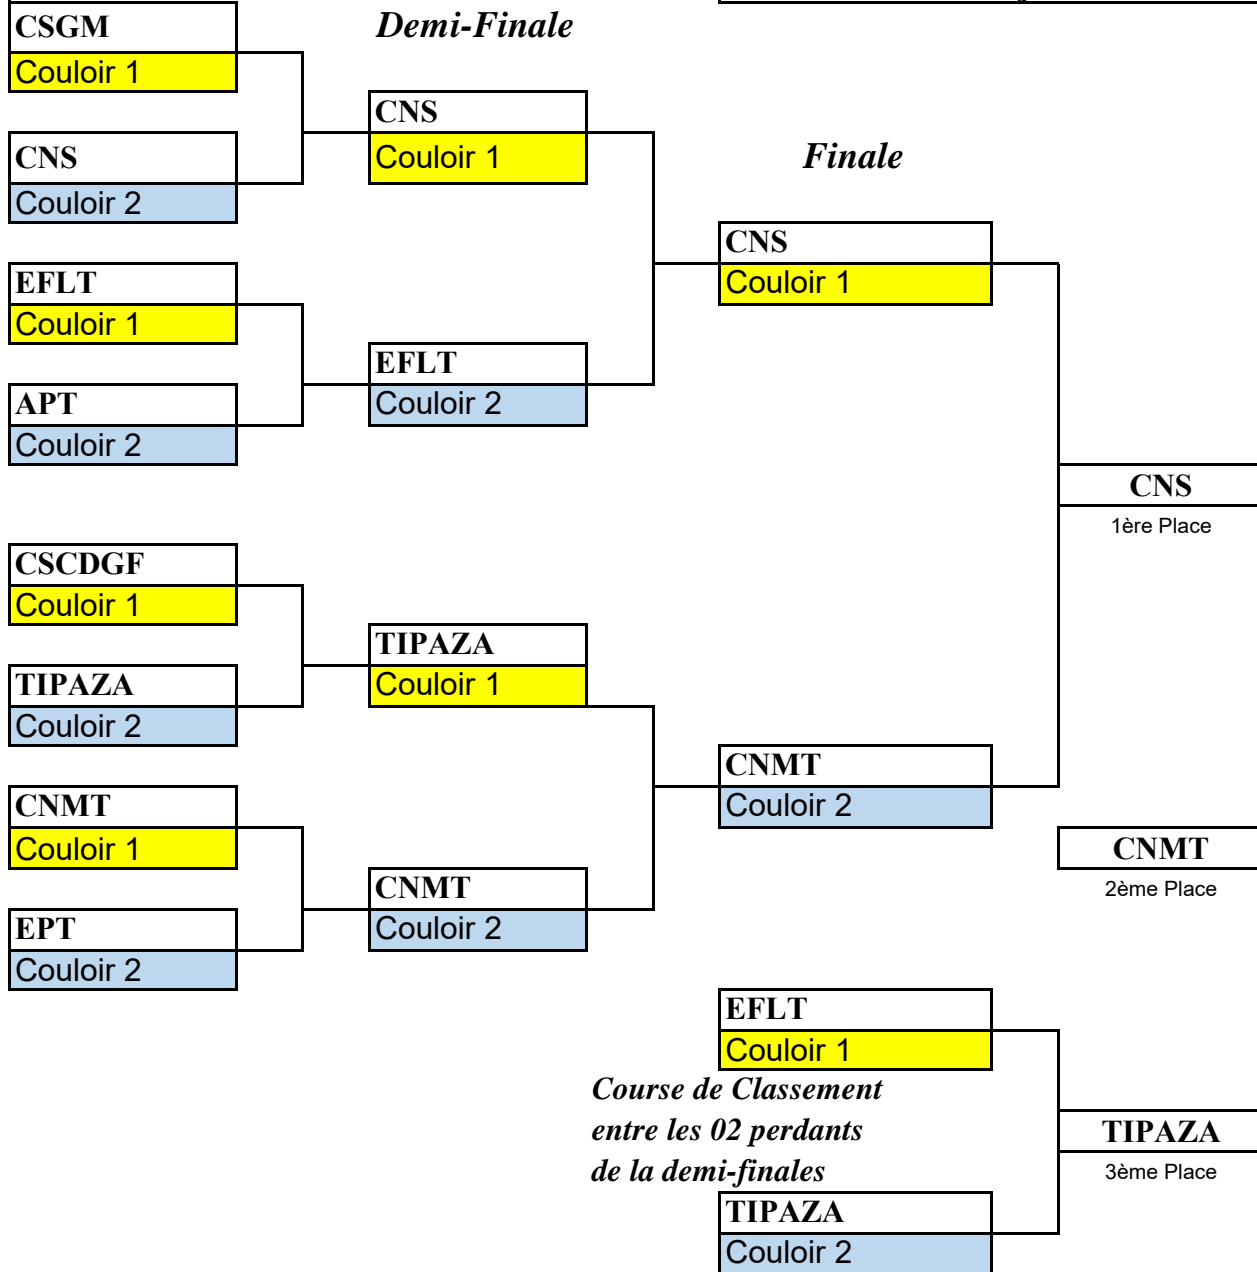 CSGM
Couloir 1
CNS
Couloir 2
EFLT
Couloir 1
APT
Couloir 2
CSCDGF
Couloir 1
TIPAZA
Couloir 2
CNMT
Couloir 1
EPT
Couloir 2
Demi-Finale
CNS
Couloir 1
EFLT
Couloir 2
TIPAZA
Couloir 1
CNMT
Couloir 2
Finale
CNS
Couloir 1
CNMT
Couloir 2
CNS
1ère Place
CNMT
2ème Place
EFLT
Couloir 1
Course de Classement
entre les 02 perdants
de la demi-finales
TIPAZA
Couloir 2
TIPAZA
3ème Place